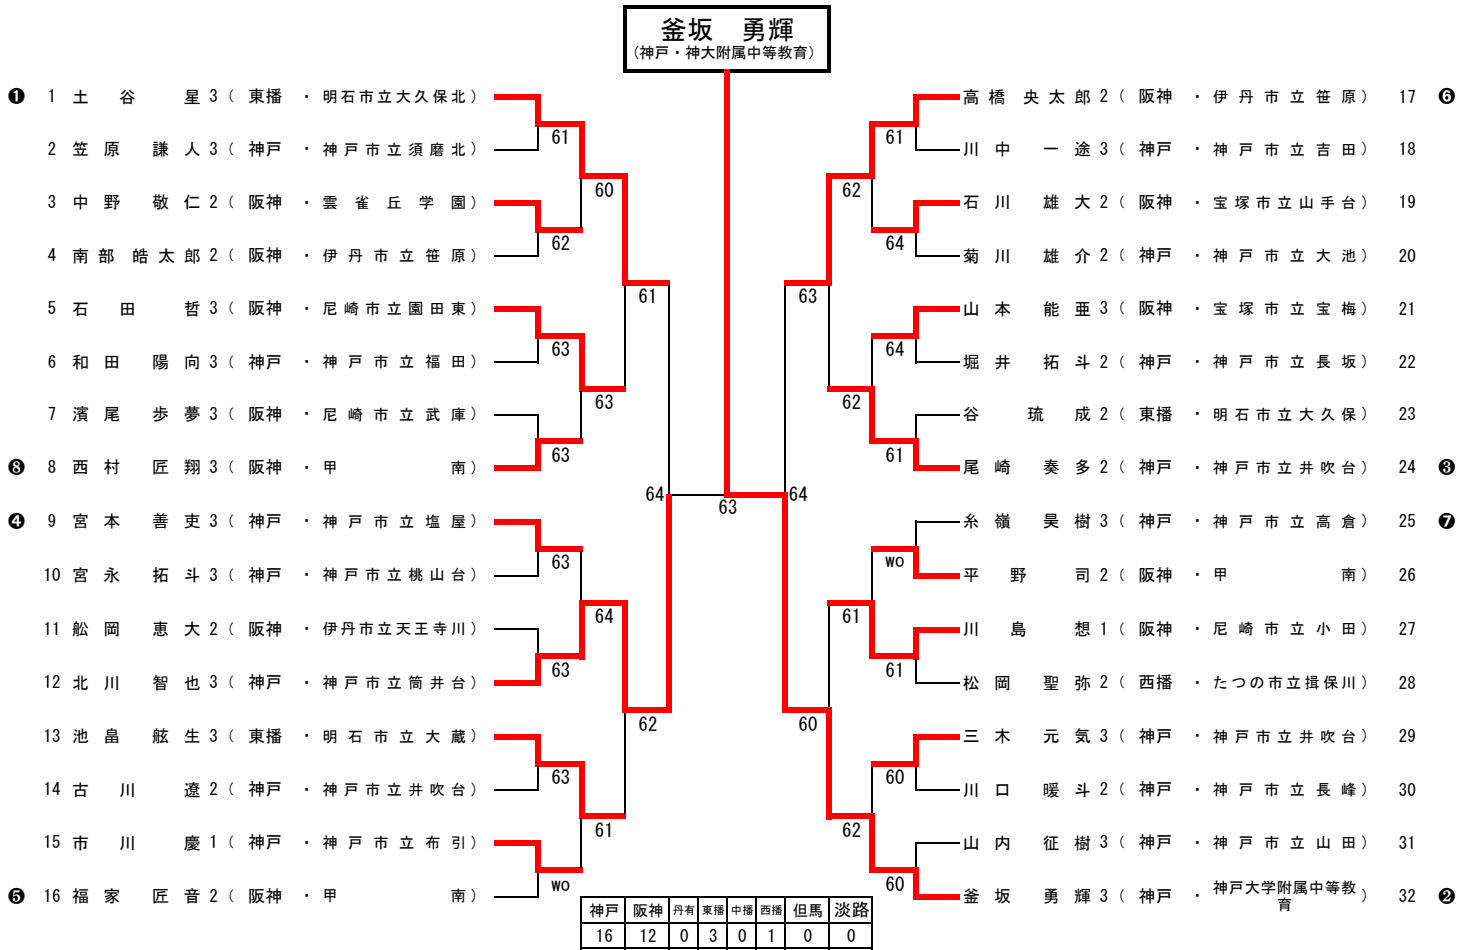 釜坂　勇輝
(神戸・神大附属中等教育)
❶ 1 土谷 星 3 ( 東播 ・ 明石市立大久保北 )
2 笠原 謙人 3 ( 神戸 ・ 神戸市立須磨北 )
3 中野 敬仁 2 ( 阪神 ・ 雲雀丘学園 )
4 南部 皓太郎 2 ( 阪神 ・ 伊丹市立笹原 )
5 石田 哲 3 ( 阪神 ・ 尼崎市立園田東 )
6 和田 陽向 3 ( 神戸 ・ 神戸市立福田 )
7 濱尾 歩夢 3 ( 阪神 ・ 尼崎市立武庫 )
❽ 8 西村 匠翔 3 ( 阪神 ・ 甲南 )
❹ 9 宮本 善吏 3 ( 神戸 ・ 神戸市立塩屋 )
10 宮永 拓斗 3 ( 神戸 ・ 神戸市立桃山台 )
11 舩岡 恵大 2 ( 阪神 ・ 伊丹市立天王寺川 )
12 北川 智也 3 ( 神戸 ・ 神戸市立筒井台 )
13 池畠 舷生 3 ( 東播 ・ 明石市立大蔵 )
14 古川 遼 2 ( 神戸 ・ 神戸市立井吹台 )
15 市川 慶 1 ( 神戸 ・ 神戸市立布引 )
❺ 16 福家 匠音 2 ( 阪神 ・ 甲南 )
61
62
63
63
63
63
63
wo
60
63
64
61
61
62
64
63
64
63
60
62
62
61
62
61
64
64
61
wo
61
60
60
高橋 央太郎 2 ( 阪神 ・ 伊丹市立笹原 ) 17 ❻
川中 一途 3 ( 神戸 ・ 神戸市立吉田 ) 18
石川 雄大 2 ( 阪神 ・ 宝塚市立山手台 ) 19
菊川 雄介 2 ( 神戸 ・ 神戸市立大池 ) 20
山本 能亜 3 ( 阪神 ・ 宝塚市立宝梅 ) 21
堀井 拓斗 2 ( 神戸 ・ 神戸市立長坂 ) 22
谷 琉成 2 ( 東播 ・ 明石市立大久保 ) 23
尾崎 奏多 2 ( 神戸 ・ 神戸市立井吹台 ) 24 ❸
糸嶺 昊樹 3 ( 神戸 ・ 神戸市立高倉 ) 25 ❼
平野 司 2 ( 阪神 ・ 甲南 ) 26
川島 想 1 ( 阪神 ・ 尼崎市立小田 ) 27
松岡 聖弥 2 ( 西播 ・ たつの市立揖保川 ) 28
三木 元気 3 ( 神戸 ・ 神戸市立井吹台 ) 29
川口 暖斗 2 ( 神戸 ・ 神戸市立長峰 ) 30
山内 征樹 3 ( 神戸 ・ 神戸市立山田 ) 31
釜坂 勇輝 3 ( 神戸 ・ 神戸大学附属中等教育 ) 32 ❷
神戸 阪神 丹有 東播 中播 西播 但馬 淡路
16 12 0 3 0 1 0 0